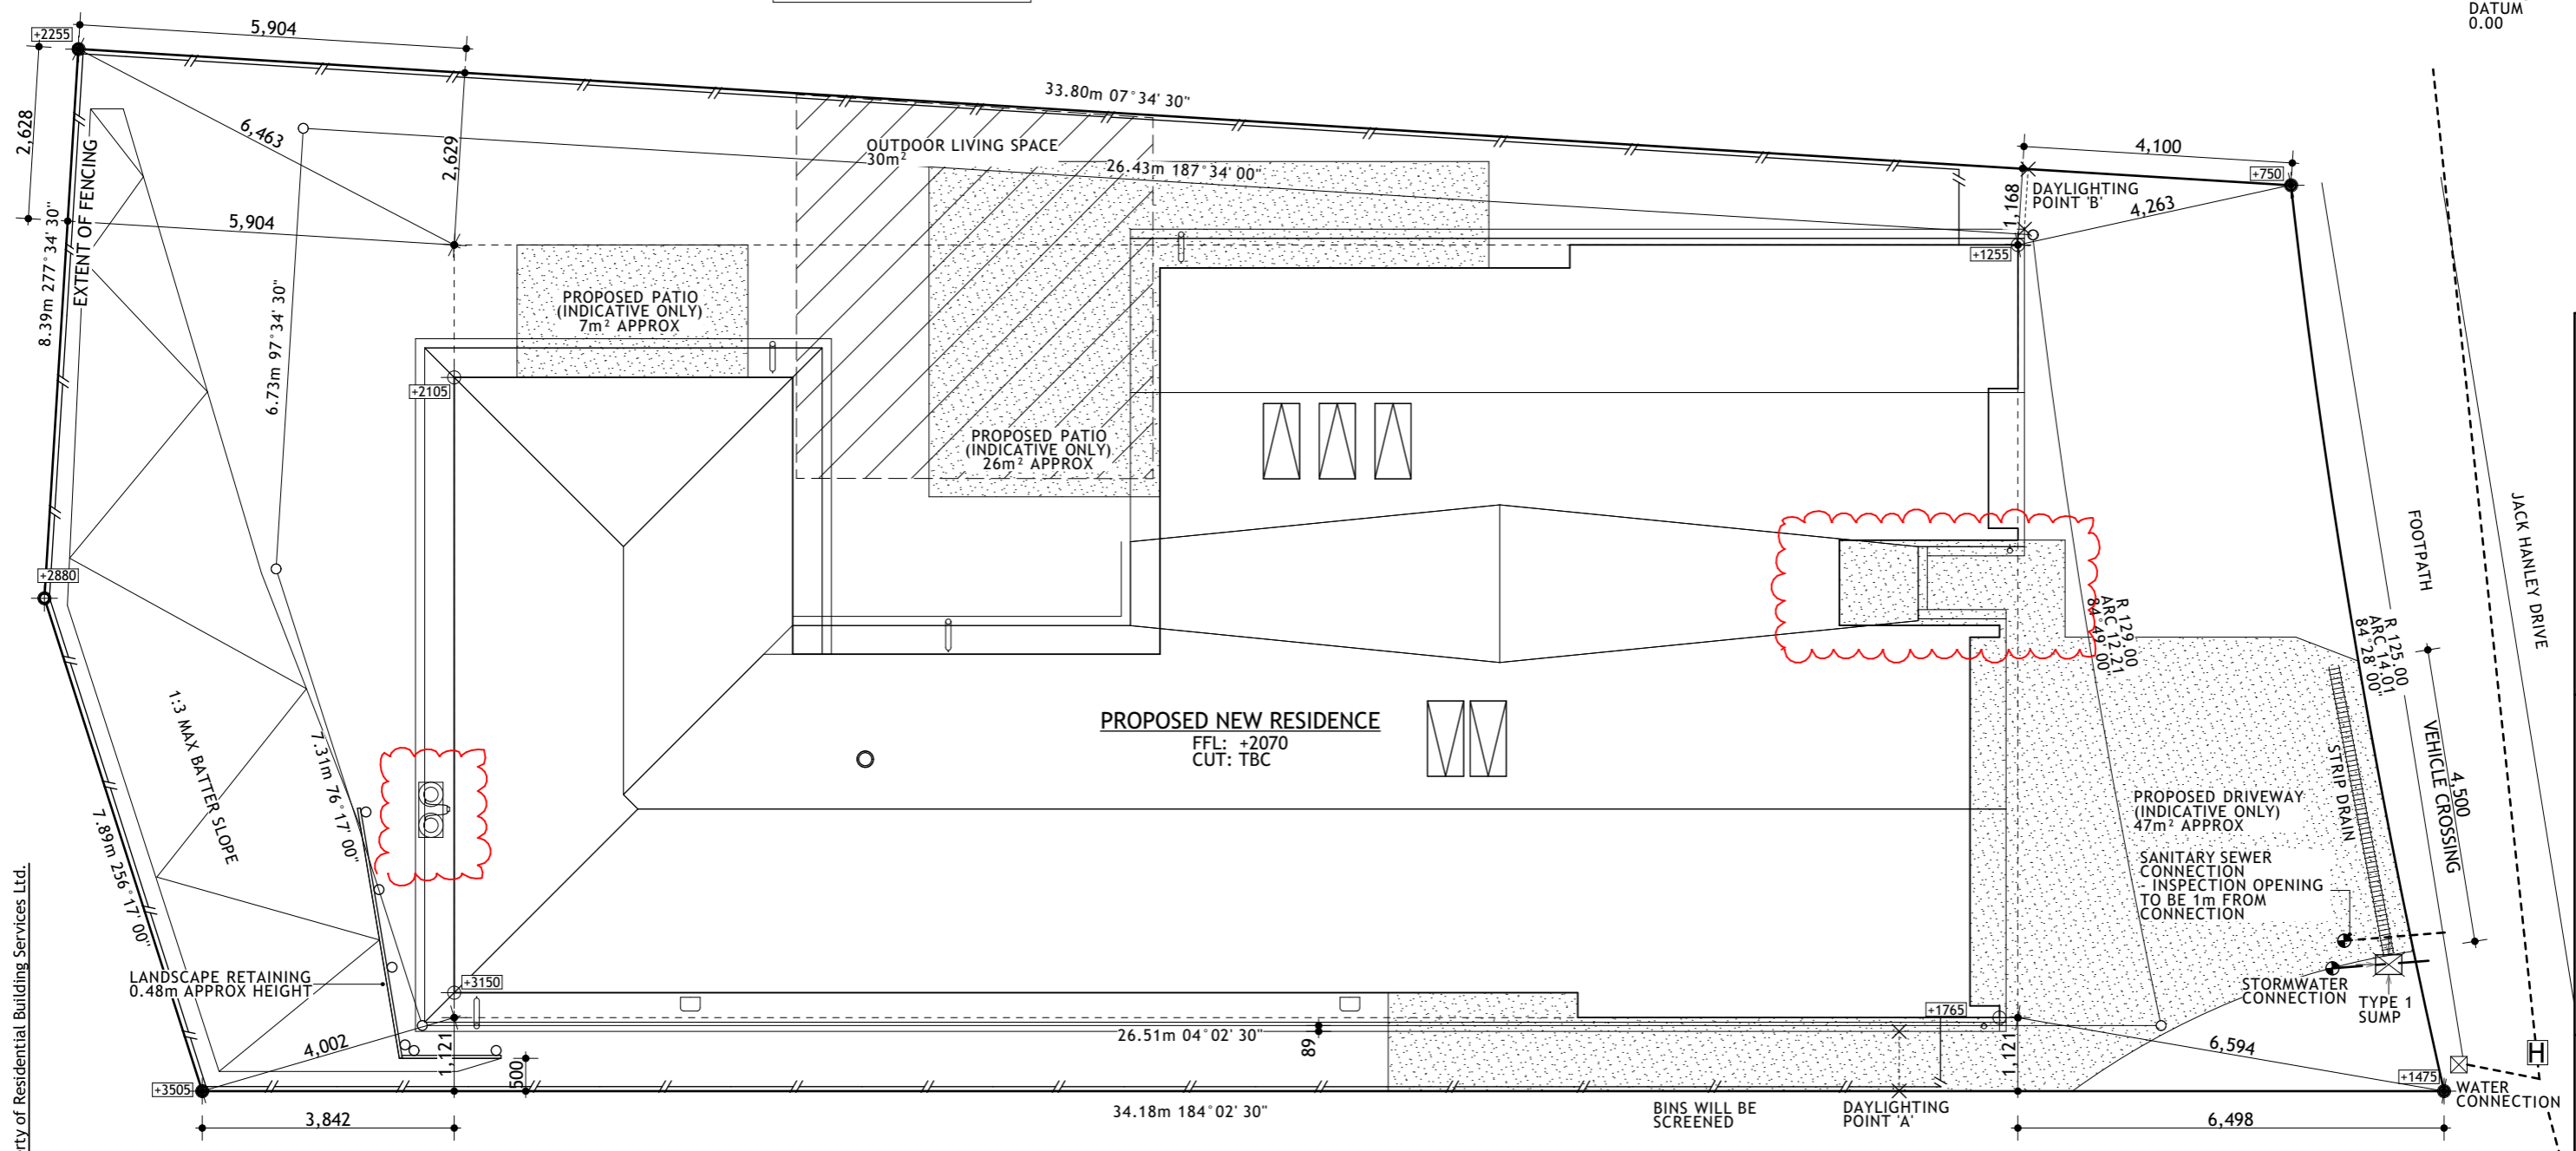 DATUM
0.00
+2255
5,904
2,628
6,463
2,629
33.80m 07°34' 30"
OUTDOOR LIVING SPACE
30m²
26.43m 187°34' 00"
4,100
+750
DAYLIGHTING
POINT 'B'
1,168
4,263
+1255
8.39m 277°34' 30"
EXTENT OF FENCING
5,904
6.73m 97°34' 30"
PROPOSED PATIO
(INDICATIVE ONLY)
7m² APPROX
+2105
PROPOSED PATIO
(INDICATIVE ONLY)
26m² APPROX
FOOTPATH
JACK HANLEY DRIVE
+2880
R 129.00
ARC 12.21
84°49' 00"
R 125.00
ARC 14.01
84°28' 00"
1:3 MAX BATTER SLOPE
7.31m 76°17' 00"
7.89m 256°17' 00"
PROPOSED NEW RESIDENCE
FFL: +2070
CUT: TBC
STRIP DRAIN
VEHICLE CROSSING
4,500
PROPOSED DRIVEWAY
(INDICATIVE ONLY)
47m² APPROX
SANITARY SEWER
CONNECTION
- INSPECTION OPENING
TO BE 1m FROM
CONNECTION
LANDSCAPE RETAINING
0.48m APPROX HEIGHT
+3150
STORMWATER
CONNECTION
TYPE 1
SUMP
+1765
4,002
1,121
500
26.51m 04°02' 30"
89
1,121
6,594
H
+3505
+1475
WATER
CONNECTION
3,842
34.18m 184°02' 30"
BINS WILL BE
SCREENED
DAYLIGHTING
POINT 'A'
6,498
rty of Residential Building Services Ltd.